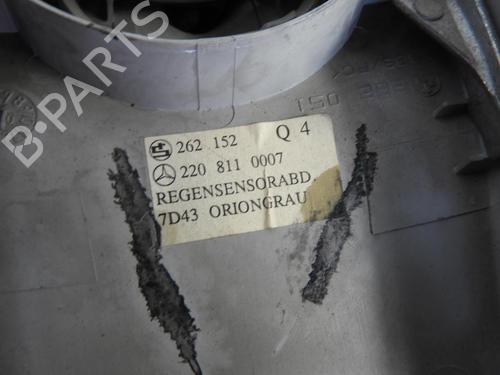 B-PARTS
262 152 Q 4
220 811 0007
REGENSENSORABD.
7D43 ORIONGRAU